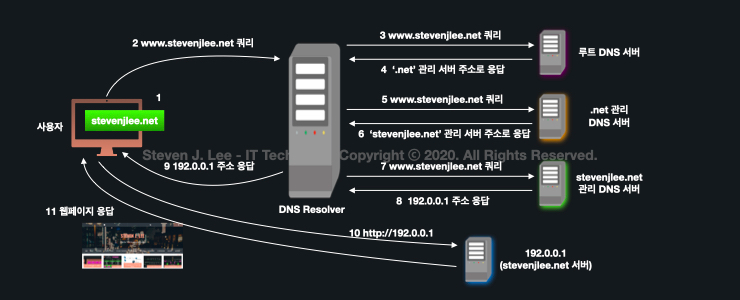 2 www.stevenjlee.net 쿼리
3 www.stevenjlee.net 쿼리
루트 DNS 서버
4 ‘.net’ 관리 서버 주소로 응답
1
stevenjlee.net
사용자
5 www.stevenjlee.net 쿼리
.net 관리
DNS 서버
6 ‘stevenjlee.net’ 관리 서버 주소로 응답
Steven J. Lee - IT Tech Copyright © 2020. All Rights Reserved.
9 192.0.0.1 주소 응답
7 www.stevenjlee.net 쿼리
stevenjlee.net
관리 DNS 서버
8 192.0.0.1 주소 응답
DNS Resolver
11 웹페이지 응답
10 http://192.0.0.1
192.0.0.1
(stevenjlee.net 서버)